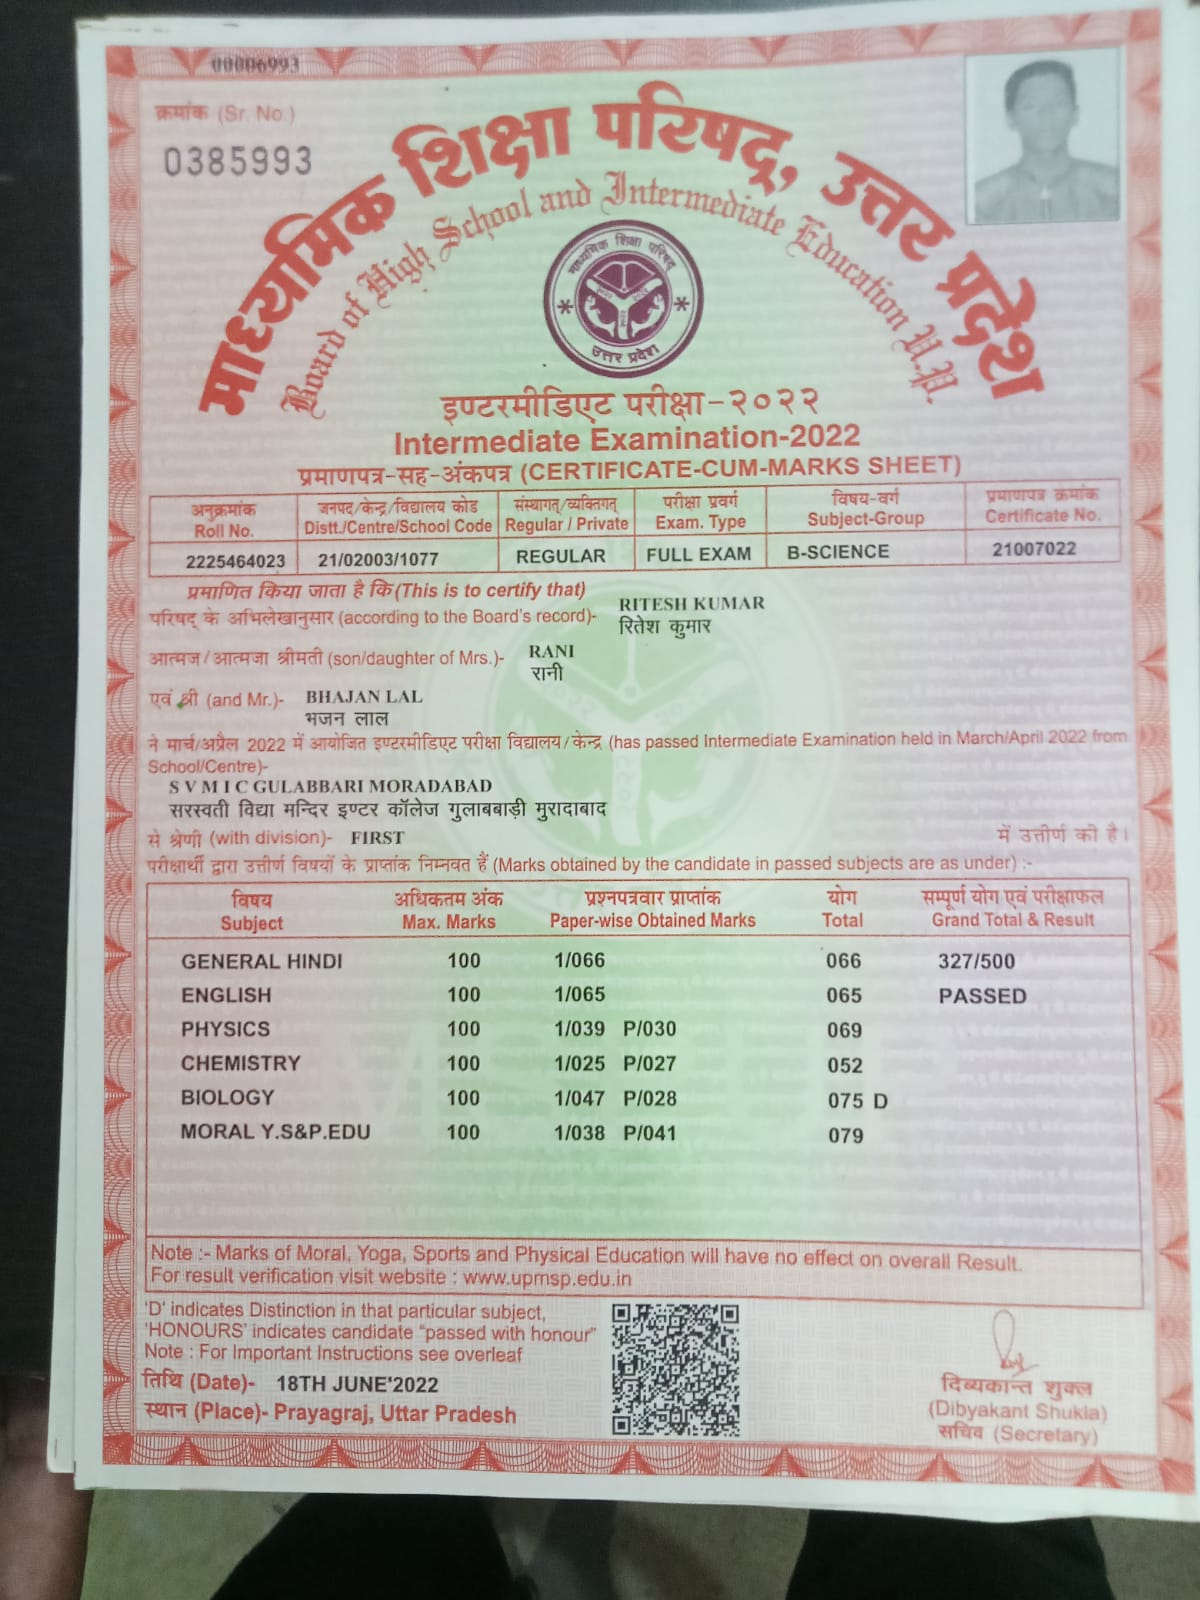 00006993
क्रमांक (Sr. No.)
0385993
माध्यमिक शिक्षा परिषद्, उत्तर प्रदेश
Board of High School and Intermediate Education U.P.
माध्यमिक शिक्षा परिषद्
उत्तर प्रदेश
इण्टरमीडिएट परीक्षा-२०२२
Intermediate Examination-2022
प्रमाणपत्र-सह-अंकपत्र (CERTIFICATE-CUM-MARKS SHEET)
अनुक्रमांक जनपद/केन्द्र/विद्यालय कोड संस्थागत्/व्यक्तिगत् परीक्षा प्रवर्ग विषय-वर्ग प्रमाणपत्र क्रमांक
Roll No. Distt./Centre/School Code Regular / Private Exam. Type Subject-Group Certificate No.
2225464023 21/02003/1077 REGULAR FULL EXAM B-SCIENCE 21007022
प्रमाणित किया जाता है कि (This is to certify that)
परिषद् के अभिलेखानुसार (according to the Board's record)- RITESH KUMAR
रितेश कुमार
आत्मज/आत्मजा श्रीमती (son/daughter of Mrs.)- RANI
रानी
एवं श्री (and Mr.)- BHAJAN LAL
भजन लाल
ने मार्च/अप्रैल 2022 में आयोजित इण्टरमीडिएट परीक्षा विद्यालय/केन्द्र (has passed Intermediate Examination held in March/April 2022 from
School/Centre)-
S V M I C GULABBARI MORADABAD
सरस्वती विद्या मन्दिर इण्टर कॉलेज गुलाबबाड़ी मुरादाबाद
से श्रेणी (with division)- FIRST में उत्तीर्ण की है।
परीक्षार्थी द्वारा उत्तीर्ण विषयों के प्राप्तांक निम्नवत हैं (Marks obtained by the candidate in passed subjects are as under) :-
विषय अधिकतम अंक प्रश्नपत्रवार प्राप्तांक योग सम्पूर्ण योग एवं परीक्षाफल
Subject Max. Marks Paper-wise Obtained Marks Total Grand Total & Result
GENERAL HINDI 100 1/066 066 327/500
ENGLISH 100 1/065 065 PASSED
PHYSICS 100 1/039 P/030 069
CHEMISTRY 100 1/025 P/027 052
BIOLOGY 100 1/047 P/028 075 D
MORAL Y.S&P.EDU 100 1/038 P/041 079
Note :- Marks of Moral, Yoga, Sports and Physical Education will have no effect on overall Result.
For result verification visit website : www.upmsp.edu.in
'D' indicates Distinction in that particular subject,
'HONOURS' indicates candidate "passed with honour"
Note : For Important Instructions see overleaf
तिथि (Date)- 18TH JUNE'2022
स्थान (Place)- Prayagraj, Uttar Pradesh
दिब्यकान्त शुक्ल
(Dibyakant Shukla)
सचिव (Secretary)